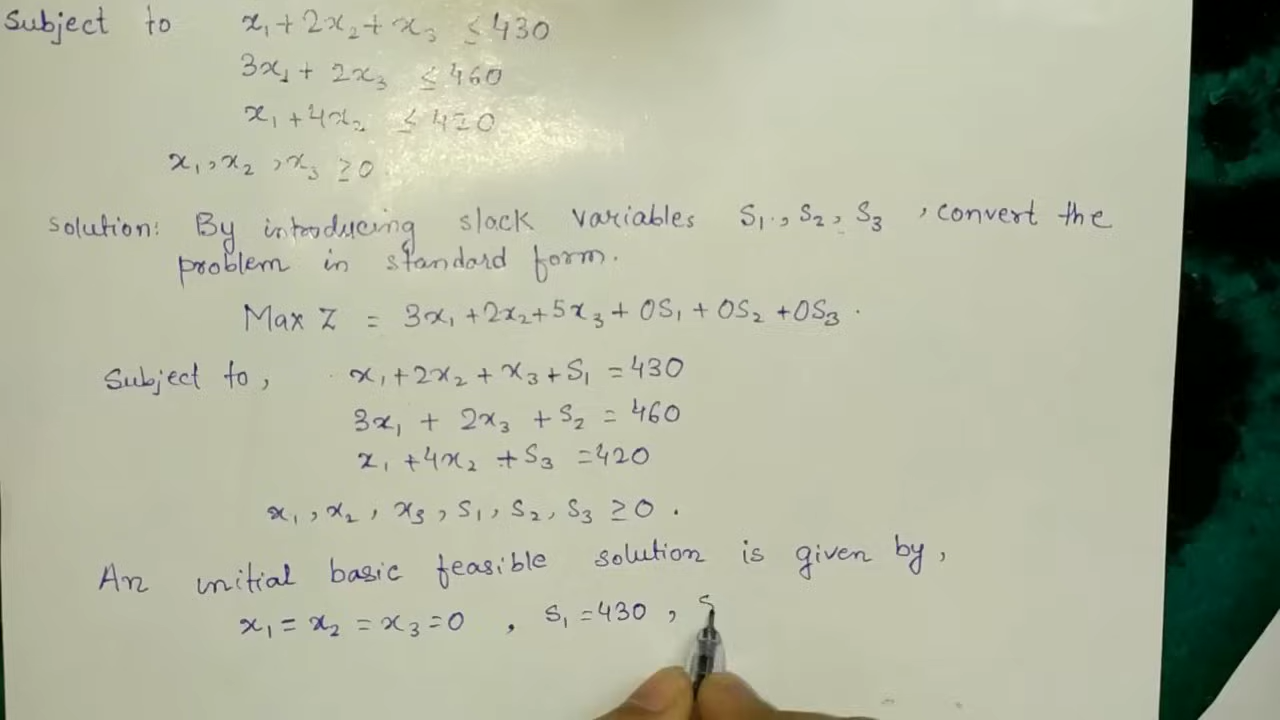 Subject to x₁ + 2x₂ + x₃ ≤ 430
3x₁ + 2x₃ ≤ 460
x₁ + 4x₂ ≤ 420
x₁, x₂, x₃ ≥ 0
Solution: By introducing slack variables S₁, S₂, S₃, convert the
problem in standard form.
Max Z = 3x₁ + 2x₂ + 5x₃ + 0S₁ + 0S₂ + 0S₃.
Subject to, x₁ + 2x₂ + x₃ + S₁ = 430
3x₁ + 2x₃ + S₂ = 460
x₁ + 4x₂ + S₃ = 420
x₁, x₂, x₃, S₁, S₂, S₃ ≥ 0.
An initial basic feasible solution is given by,
x₁ = x₂ = x₃ = 0, S₁ = 430, S